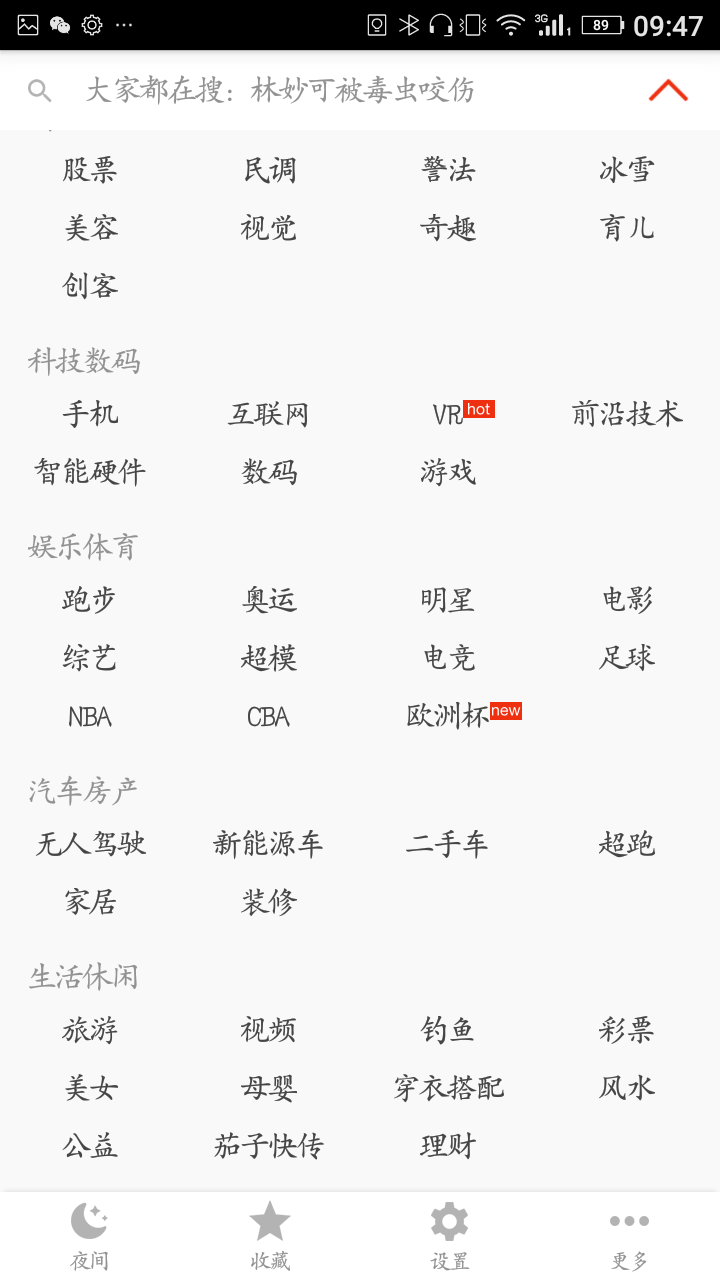 3G 1 89 09:47
大家都在搜：林妙可被毒虫咬伤
股票 民调 警法 冰雪
美容 视觉 奇趣 育儿
创客
科技数码
手机 互联网 VR hot 前沿技术
智能硬件 数码 游戏
娱乐体育
跑步 奥运 明星 电影
综艺 超模 电竞 足球
NBA CBA 欧洲杯 new
汽车房产
无人驾驶 新能源车 二手车 超跑
家居 装修
生活休闲
旅游 视频 钓鱼 彩票
美女 母婴 穿衣搭配 风水
公益 茄子快传 理财
夜间 收藏 设置 更多